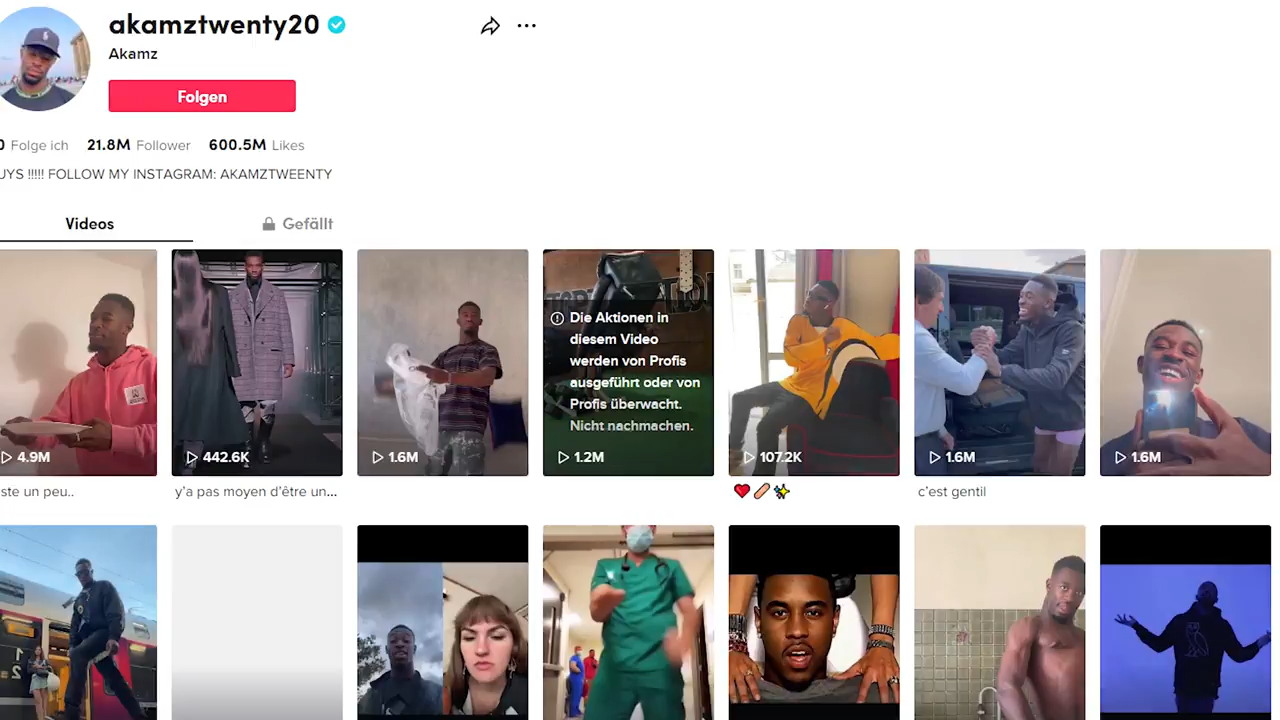 akamztwenty20
Akamz
Folgen
0 Folge ich 21.8M Follower 600.5M Likes
UYS !!!!! FOLLOW MY INSTAGRAM: AKAMZTWEENTY
Videos Gefällt
Die Aktionen in
diesem Video
werden von Profis
ausgeführt oder von
Profis überwacht.
Nicht nachmachen.
4.9M 442.6K 1.6M 1.2M 107.2K 1.6M 1.6M
ste un peu.. y'a pas moyen d'être un... c'est gentil